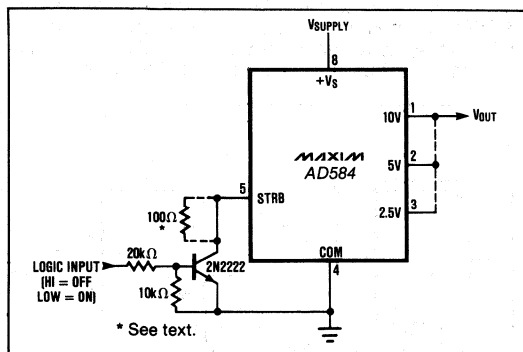 VSUPPLY
8
+VS
10V 1 VOUT
MAXIM
AD584
5V 2
5 STRB
2.5V 3
100Ω
*
COM
4
20kΩ
LOGIC INPUT
(HI = OFF
LOW = ON)
2N2222
10kΩ
* See text.